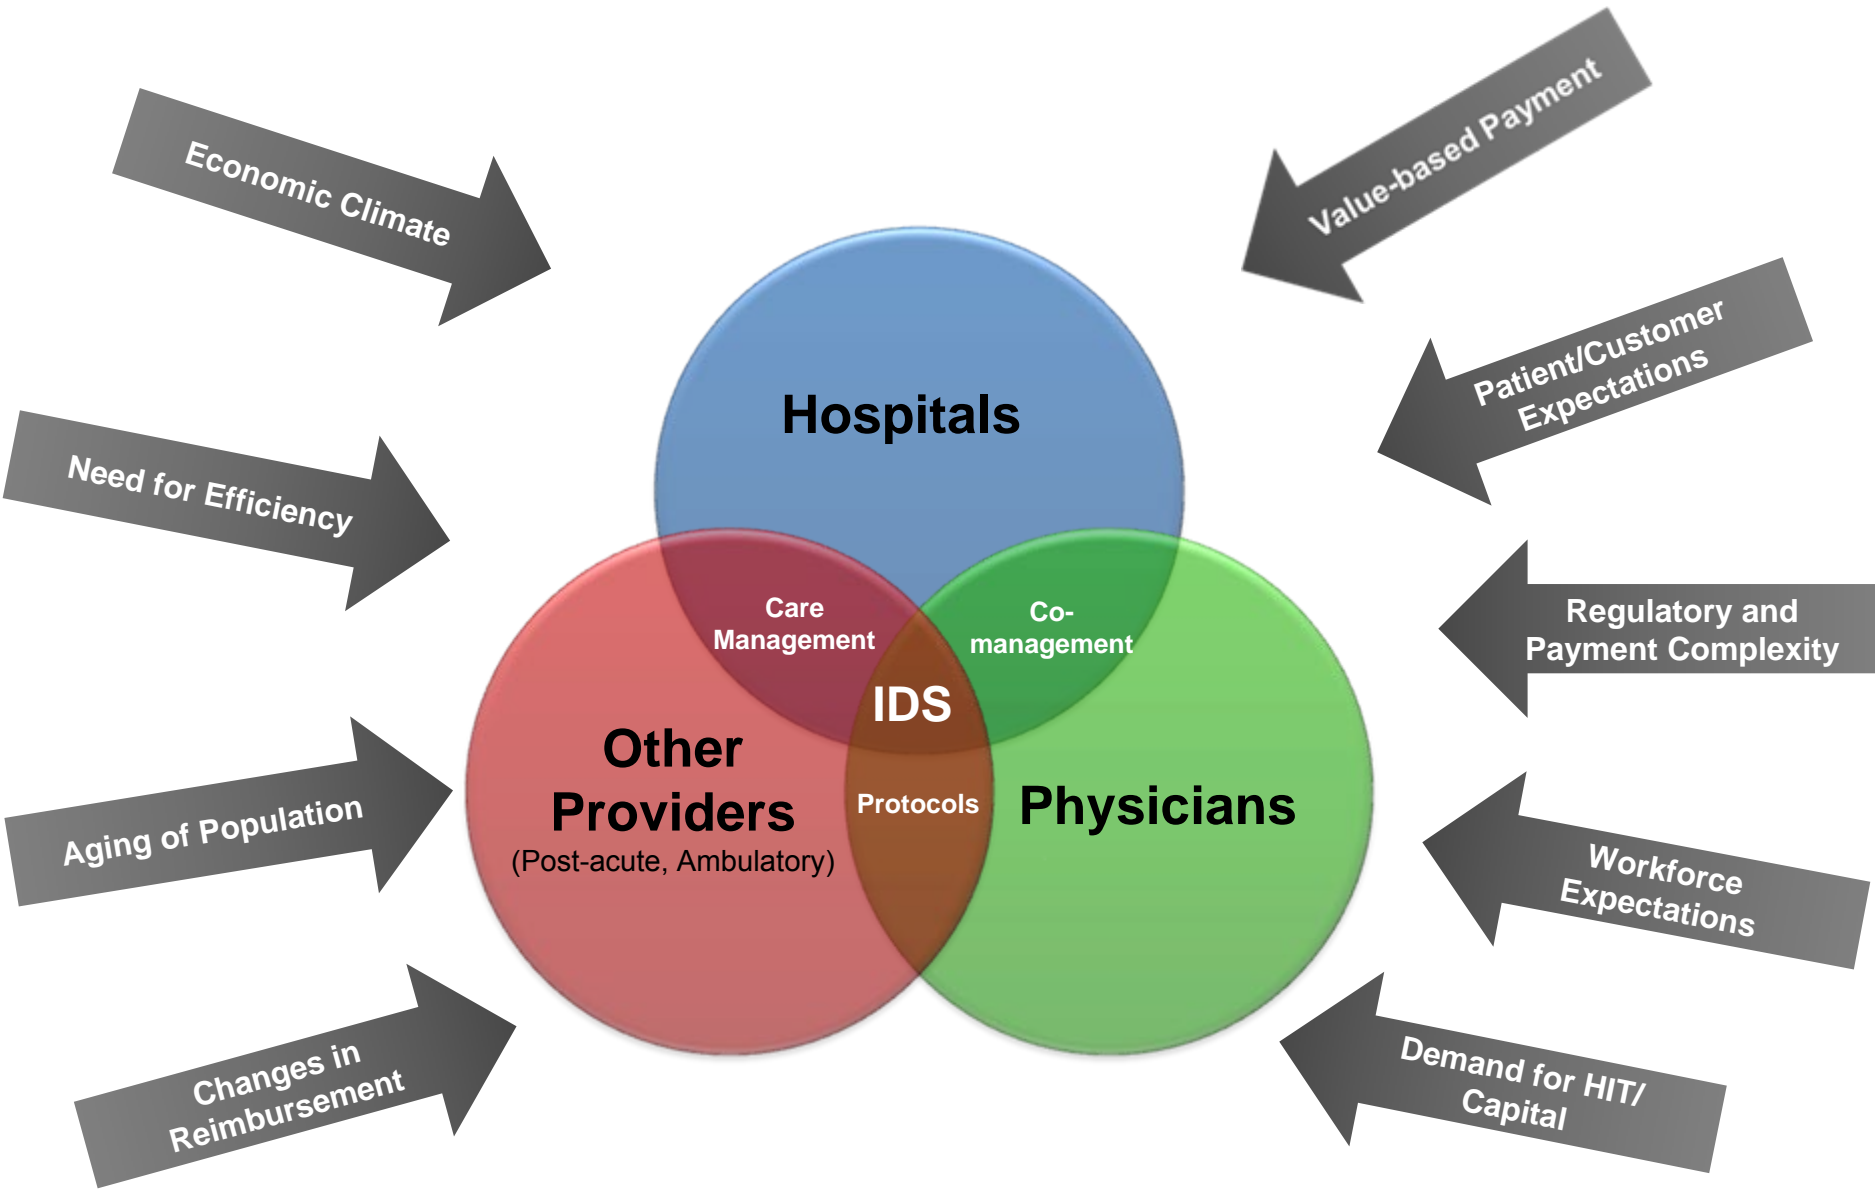 Economic Climate
Value-based Payment
Patient/Customer
Expectations
Hospitals
Need for Efficiency
Care
Management
Co-
management
Regulatory and
Payment Complexity
IDS
Other
Providers
(Post-acute, Ambulatory)
Protocols
Physicians
Aging of Population
Workforce
Expectations
Changes in
Reimbursement
Demand for HIT/
Capital